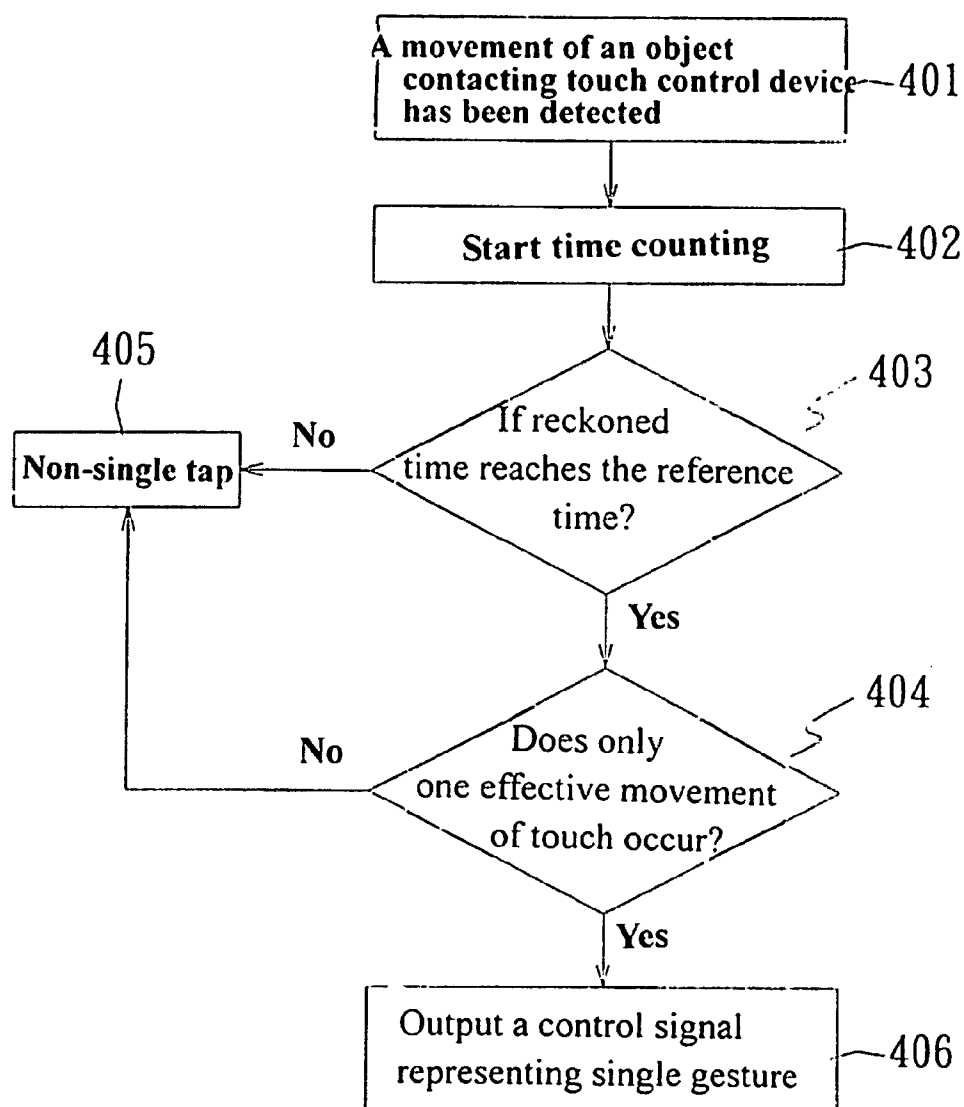 A movement of an object
contacting touch control device
has been detected
401
Start time counting
402
405
403
If reckoned
time reaches the reference
time?
No
Non-single tap
Yes
404
Does only
one effective movement
of touch occur?
No
Yes
Output a control signal
representing single gesture
406